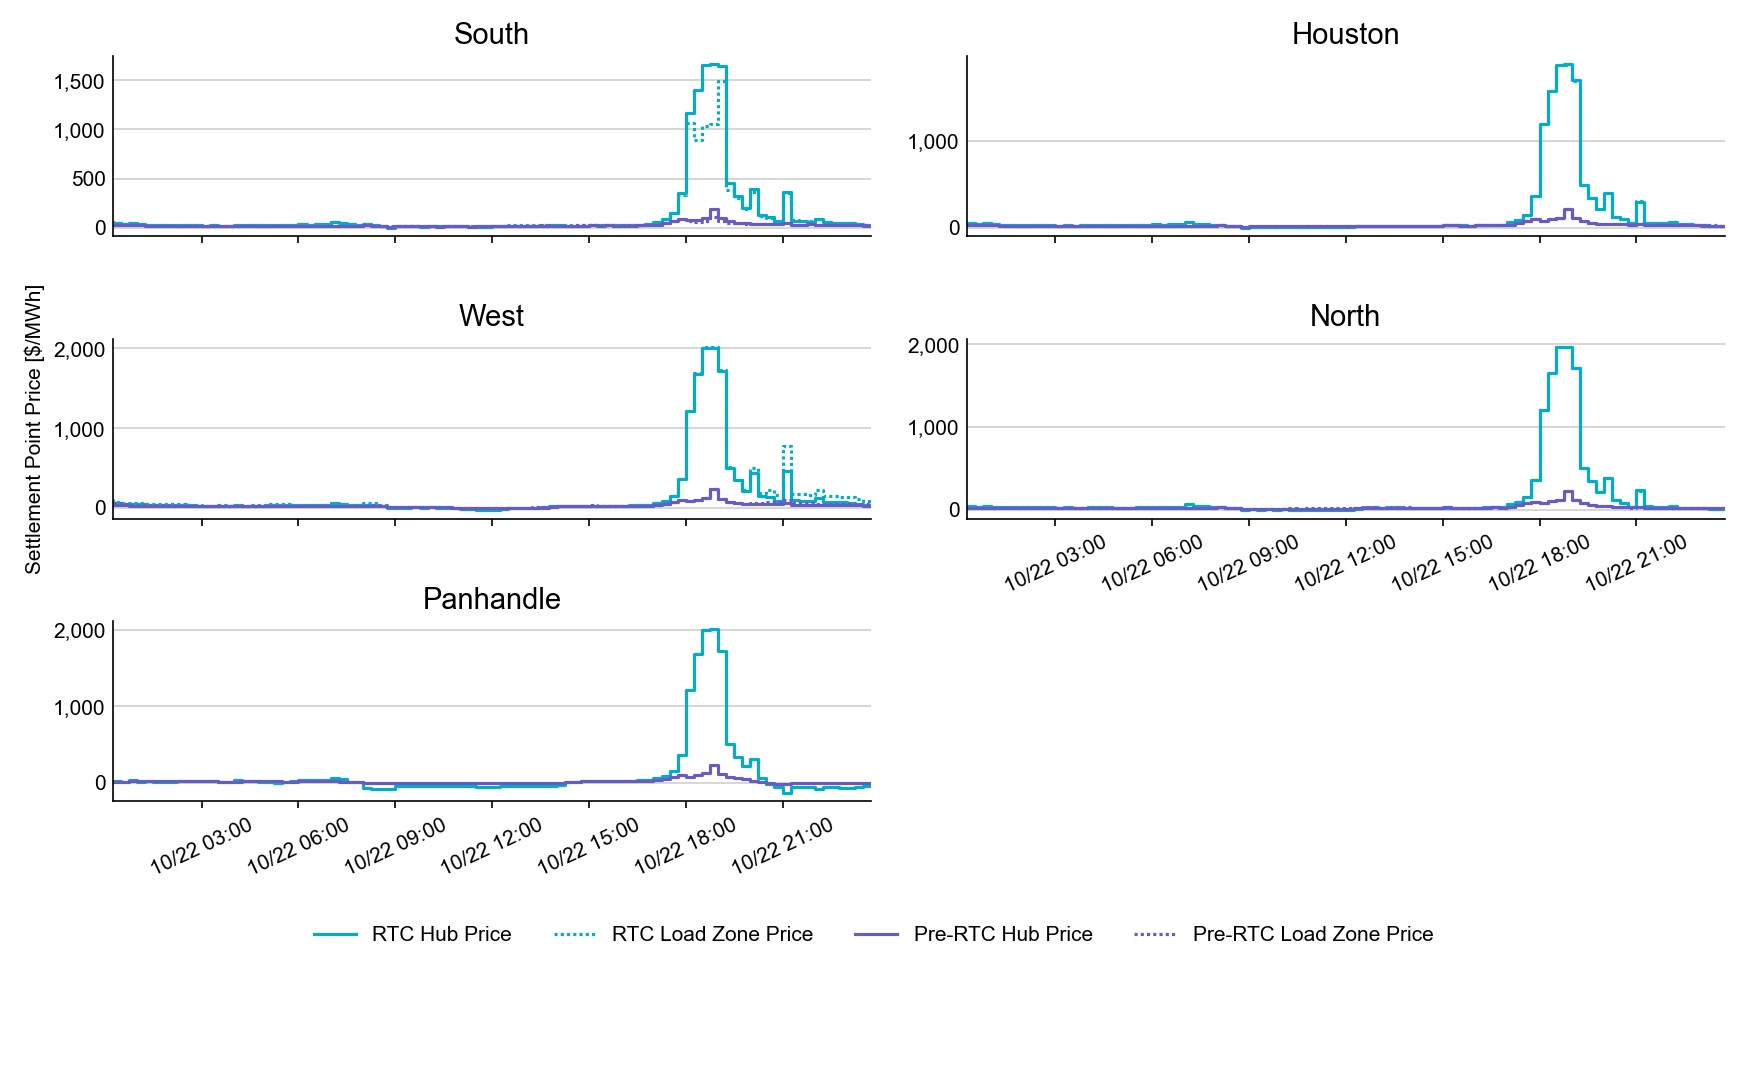 South
1,500
1,000
500
0
Houston
1,000
0
Settlement Point Price [$/MWh]
West
2,000
1,000
0
North
2,000
1,000
0
10/22 03:00
10/22 06:00
10/22 09:00
10/22 12:00
10/22 15:00
10/22 18:00
10/22 21:00
Panhandle
2,000
1,000
0
10/22 03:00
10/22 06:00
10/22 09:00
10/22 12:00
10/22 15:00
10/22 18:00
10/22 21:00
RTC Hub Price
RTC Load Zone Price
Pre-RTC Hub Price
Pre-RTC Load Zone Price